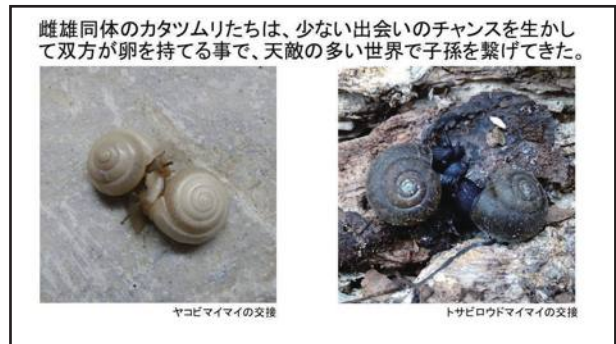 雌雄同体のカタツムリたちは、少ない出会いのチャンスを生かし
て双方が卵を持てる事で、天敵の多い世界で子孫を繋げてきた。
ヤコビマイマイの交接
トサビロウドマイマイの交接